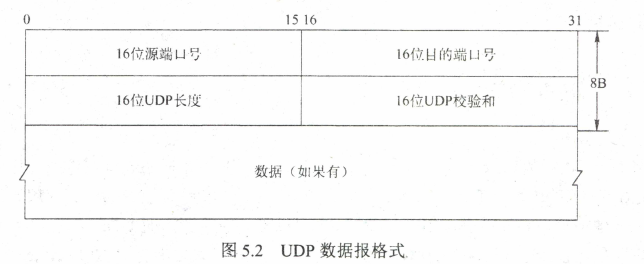 0 15 16 31
16位源端口号 16位目的端口号
8B
16位UDP长度 16位UDP校验和
数据（如果有）
图 5.2 UDP 数据报格式